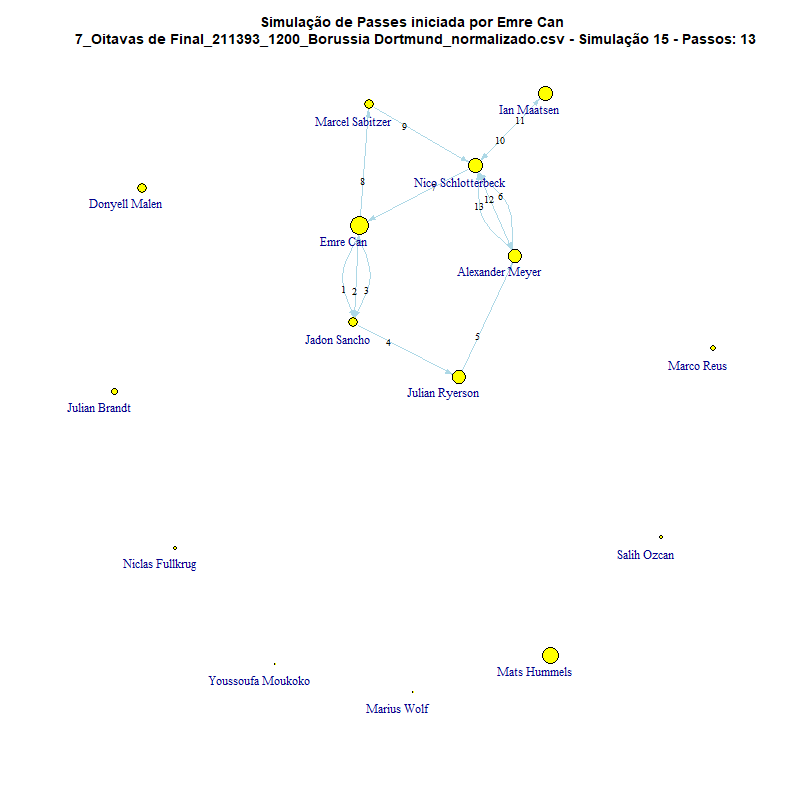 Simulação de Passes iniciada por Emre Can
7_Oitavas de Final_211393_1200_Borussia Dortmund_normalizado.csv - Simulação 15 - Passos: 13
Ian Maatsen
Marcel Sabitzer
11
9
10
Nico Schlotterbeck
7
8
12
6
13
Donyell Malen
Emre Can
Alexander Meyer
1
2
3
Jadon Sancho
4
5
Julian Ryerson
Marco Reus
Julian Brandt
Niclas Fullkrug
Salih Ozcan
Mats Hummels
Youssoufa Moukoko
Marius Wolf